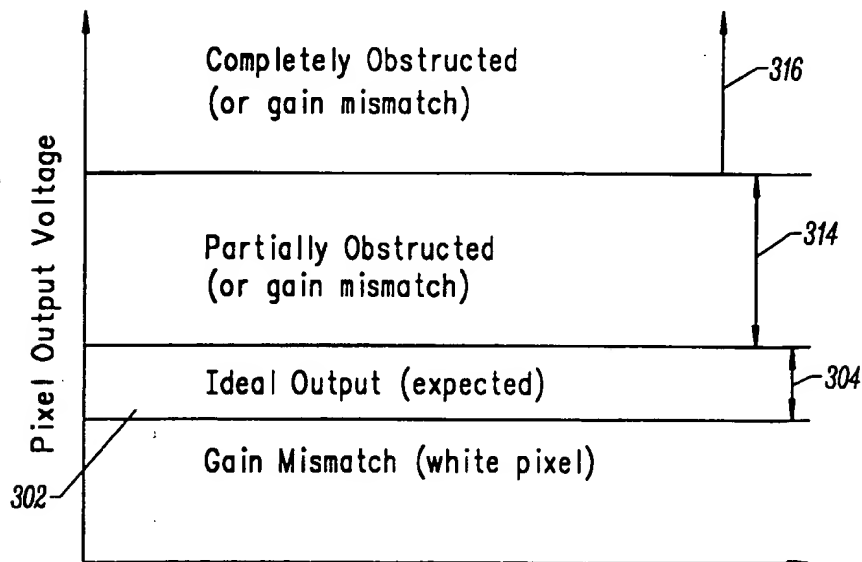 Completely Obstructed
(or gain mismatch)
316
Pixel Output Voltage
Partially Obstructed
(or gain mismatch)
314
Ideal Output (expected)
304
Gain Mismatch (white pixel)
302